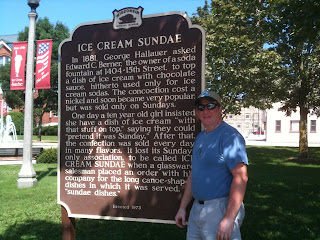 ICE CREAM SUNDAE
In 1881, George Hallauer asked
Edward C. Berner, the owner of a soda
fountain at 1404-15th Street, to top
a dish of ice cream with chocolate
sauce, hitherto used only for ice
cream sodas. The concoction cost a
nickel and soon became very popular,
but was sold only on Sundays.
One day a ten year old girl insisted
she have a dish of ice cream "with
that stuff on top," saying they could
"pretend it was Sunday." After that,
the confection was sold every day
in many flavors. It lost its Sunday
only association, to be called ICE
CREAM SUNDAE when a glassware
salesman placed an order with his
company for the long canoe-shaped
dishes in which it was served, as
"sundae dishes."
Erected 1973